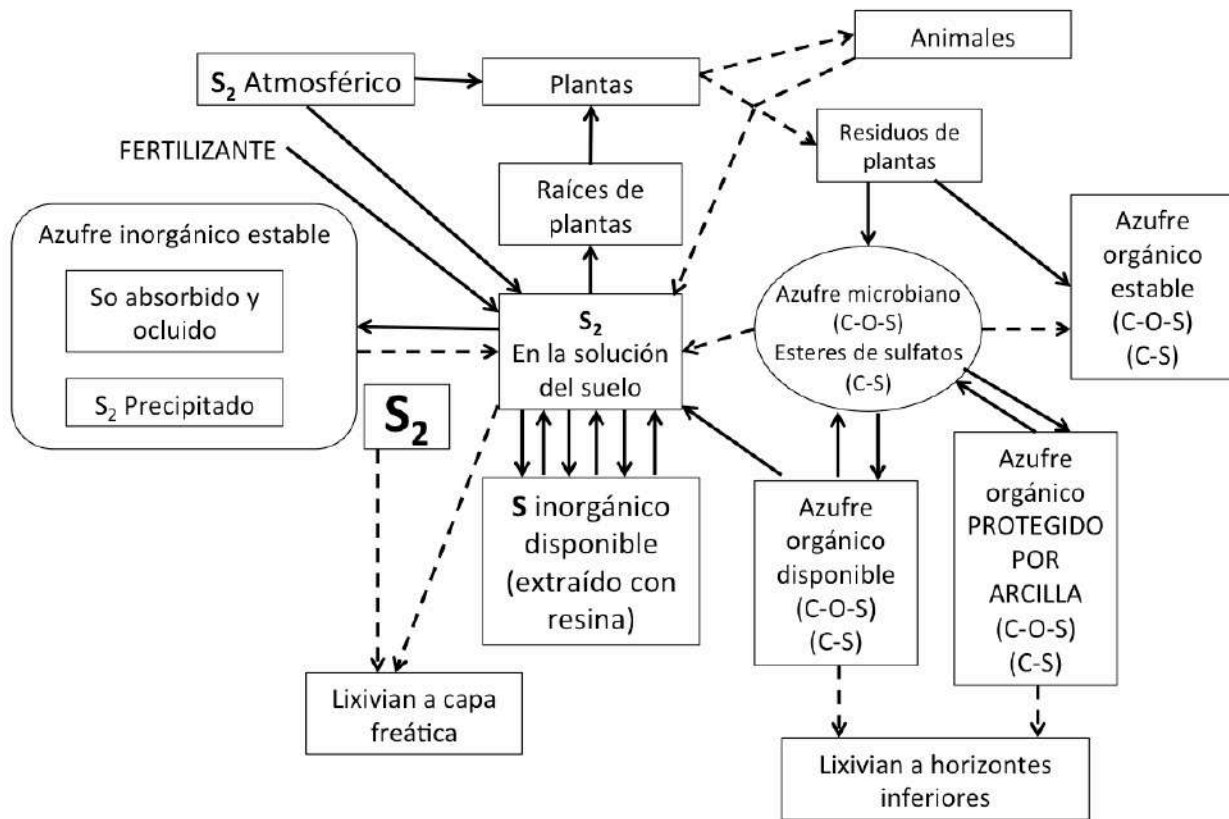 Animales
S₂ Atmosférico
Plantas
FERTILIZANTE
Residuos de
plantas
Raíces de
plantas
Azufre inorgánico estable
So absorbido y
ocluido
S₂ Precipitado
S₂
En la solución
del suelo
Azufre microbiano
(C-O-S)
Esteres de sulfatos
(C-S)
Azufre
orgánico
estable
(C-O-S)
(C-S)
S₂
S inorgánico
disponible
(extraído con
resina)
Azufre
orgánico
disponible
(C-O-S)
(C-S)
Azufre
orgánico
PROTEGIDO
POR
ARCILLA
(C-O-S)
(C-S)
Lixivian a capa
freática
Lixivian a horizontes
inferiores